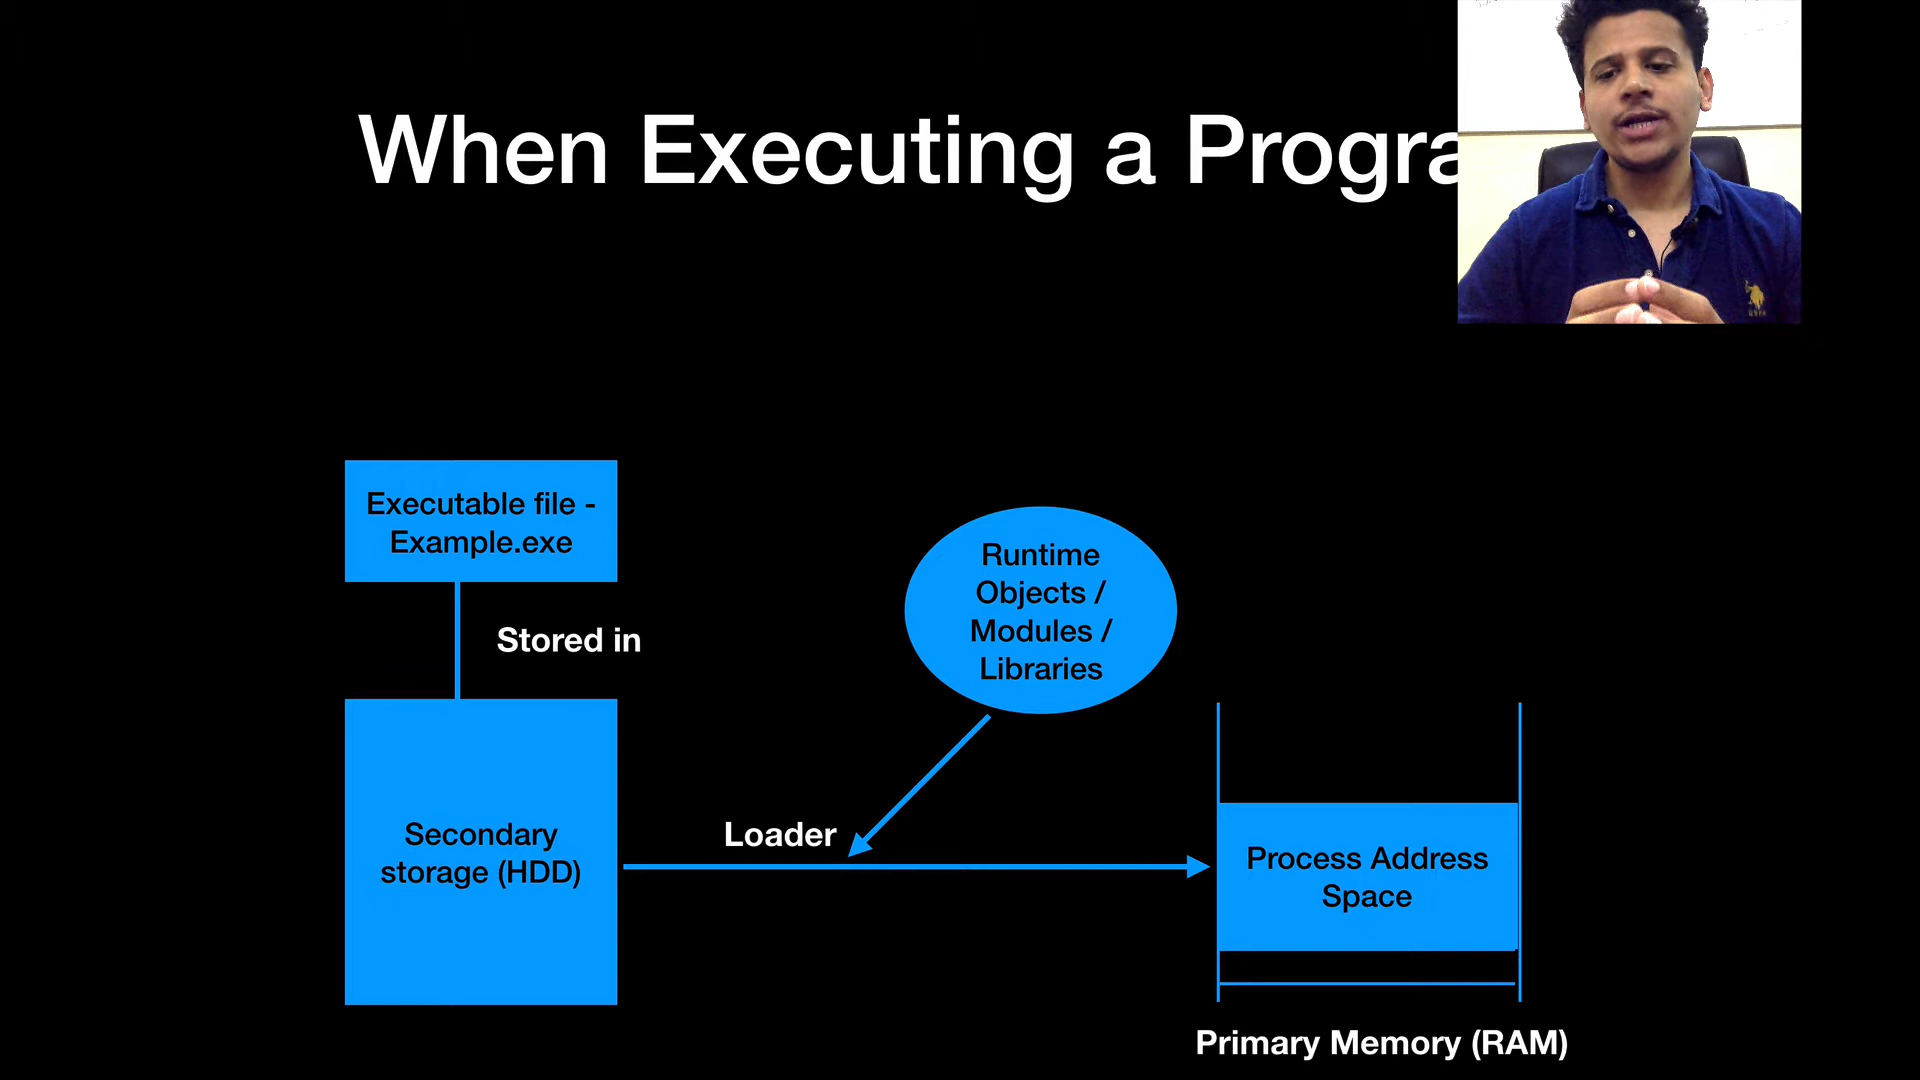 When Executing a Progra
Executable file -
Example.exe
Stored in
Runtime
Objects /
Modules /
Libraries
Secondary
storage (HDD)
Loader
Process Address
Space
Primary Memory (RAM)